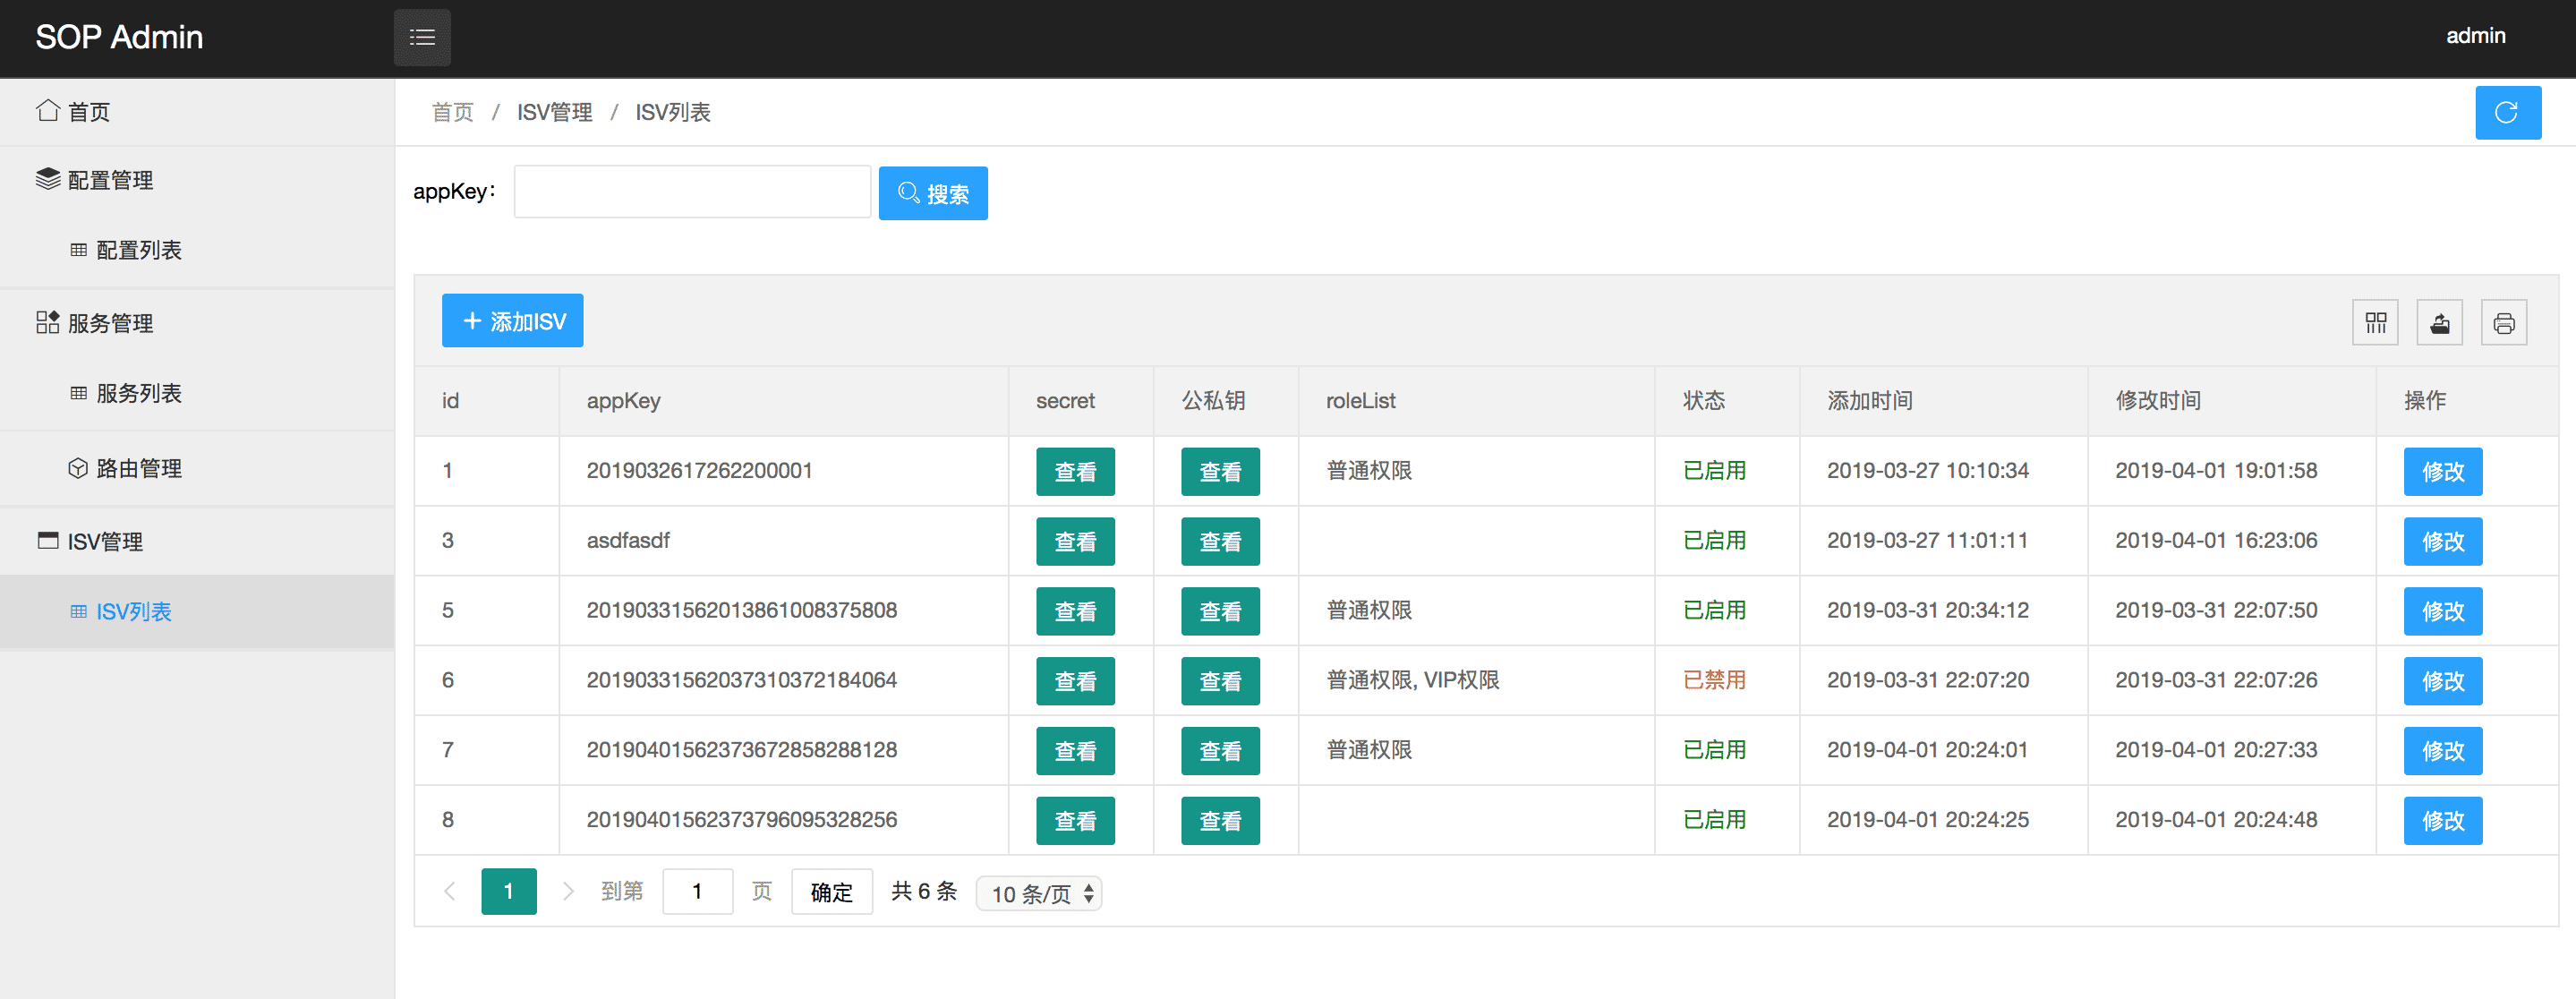 SOP Admin
admin
首页
首页 / ISV管理 / ISV列表
配置管理
配置列表
服务管理
服务列表
路由管理
ISV管理
ISV列表
appKey:
搜索
添加ISV
id appKey secret 公私钥 roleList 状态 添加时间 修改时间 操作
1 2019032617262200001 查看 查看 普通权限 已启用 2019-03-27 10:10:34 2019-04-01 19:01:58 修改
3 asdfasdf 查看 查看 已启用 2019-03-27 11:01:11 2019-04-01 16:23:06 修改
5 20190331562013861008375808 查看 查看 普通权限 已启用 2019-03-31 20:34:12 2019-03-31 22:07:50 修改
6 20190331562037310372184064 查看 查看 普通权限, VIP权限 已禁用 2019-03-31 22:07:20 2019-03-31 22:07:26 修改
7 20190401562373672858288128 查看 查看 普通权限 已启用 2019-04-01 20:24:01 2019-04-01 20:27:33 修改
8 20190401562373796095328256 查看 查看 已启用 2019-04-01 20:24:25 2019-04-01 20:24:48 修改
1 到第 1 页 确定 共 6 条 10 条/页